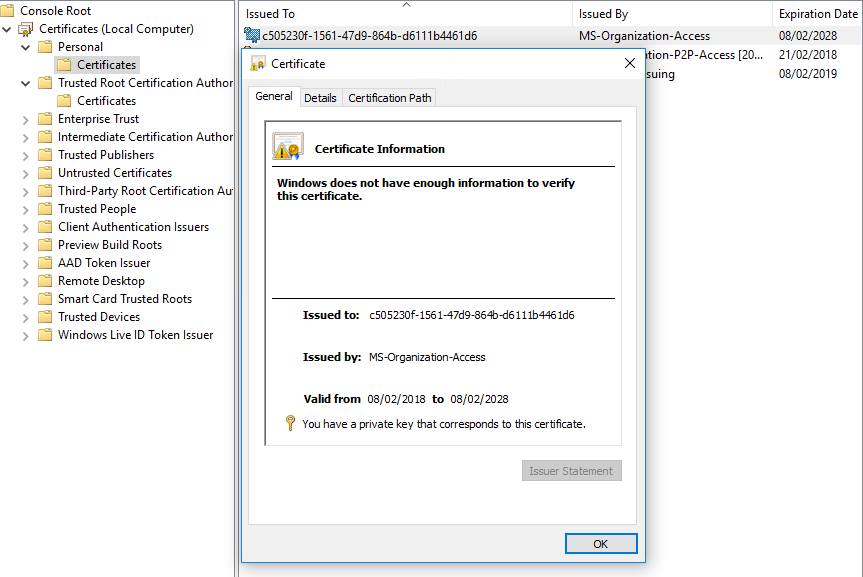 Console Root
Certificates (Local Computer)
Personal
Certificates
Trusted Root Certification Author
Certificates
Enterprise Trust
Intermediate Certification Author
Trusted Publishers
Untrusted Certificates
Third-Party Root Certification Au
Trusted People
Client Authentication Issuers
Preview Build Roots
AAD Token Issuer
Remote Desktop
Smart Card Trusted Roots
Trusted Devices
Windows Live ID Token Issuer
Issued To Issued By Expiration Date
c505230f-1561-47d9-864b-d6111b4461d6 MS-Organization-Access 08/02/2028
ation-P2P-Access [20... 21/02/2018
suing 08/02/2019
Certificate
General Details Certification Path
Certificate Information
Windows does not have enough information to verify
this certificate.
Issued to: c505230f-1561-47d9-864b-d6111b4461d6
Issued by: MS-Organization-Access
Valid from 08/02/2018 to 08/02/2028
You have a private key that corresponds to this certificate.
Issuer Statement
OK